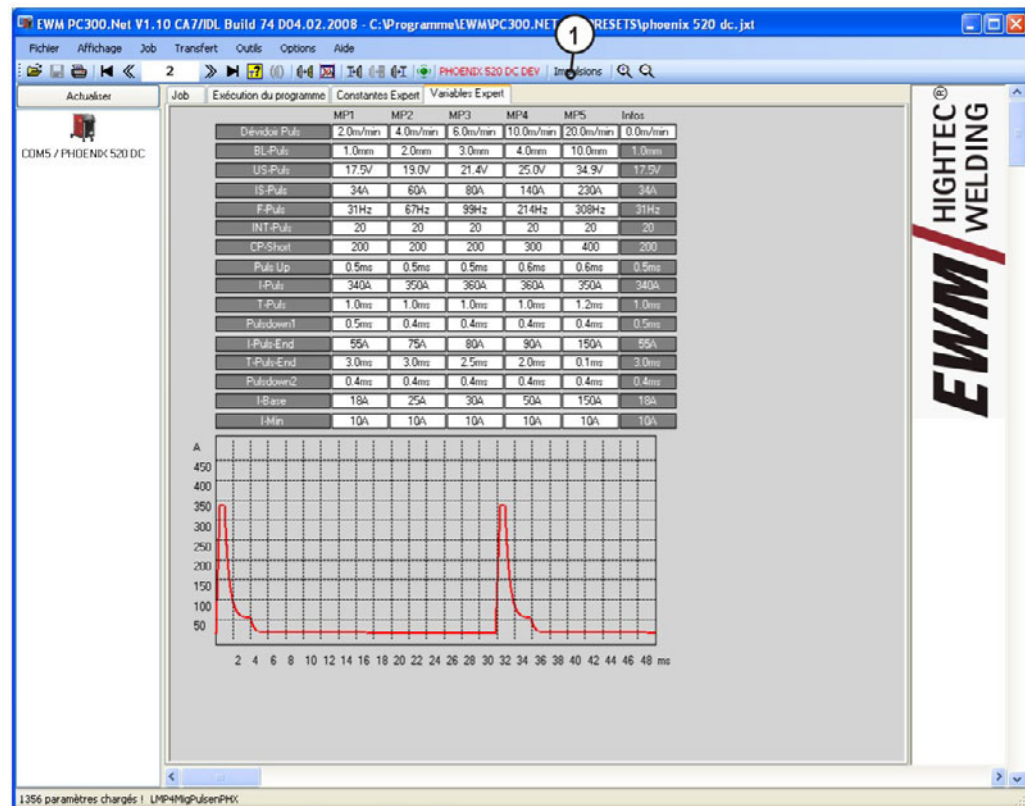 EWM PC300.Net V1.10 CA7/IDL Build 74 D04.02.2008 - C:\Programme\EWM\PC300.NET RESETS\phoenix 520 dc.jxt
1
Fichier Affichage Job Transfert Outils Options Aide
2 PHOENIX 520 DC DEV Impulsions
Actualiser
Job Exécution du programme Constantes Expert Variables Expert
COM5 / PHOENIX 520 DC
MP1 MP2 MP3 MP4 MP5 Infos
Dévidoir Puls 2.0m/min 4.0m/min 6.0m/min 10.0m/min 20.0m/min 0.0m/min
BL-Puls 1.0mm 2.0mm 3.0mm 4.0mm 10.0mm 1.0mm
US-Puls 17.5V 19.0V 21.4V 25.0V 34.9V 17.5V
IS-Puls 34A 60A 80A 140A 230A 34A
F-Puls 31Hz 67Hz 99Hz 214Hz 308Hz 31Hz
INT-Puls 20 20 20 20 20 20
CP-Short 200 200 200 300 400 200
Puls Up 0.5ms 0.5ms 0.5ms 0.6ms 0.6ms 0.5ms
I-Puls 340A 350A 360A 360A 350A 340A
T-Puls 1.0ms 1.0ms 1.0ms 1.0ms 1.2ms 1.0ms
Pulsdown1 0.5ms 0.4ms 0.4ms 0.4ms 0.4ms 0.5ms
I-Puls-End 55A 75A 80A 90A 150A 55A
T-Puls-End 3.0ms 3.0ms 2.5ms 2.0ms 0.1ms 3.0ms
Pulsdown2 0.4ms 0.4ms 0.4ms 0.4ms 0.4ms 0.4ms
I-Base 18A 25A 30A 50A 150A 18A
I-Min 10A 10A 10A 10A 10A 10A
A
450
400
350
300
250
200
150
100
50
2 4 6 8 10 12 14 16 18 20 22 24 26 28 30 32 34 36 38 40 42 44 46 48 ms
EWM HIGHTEC ®
WELDING
1356 paramètres chargés ! LMP4MigPulsenPHX